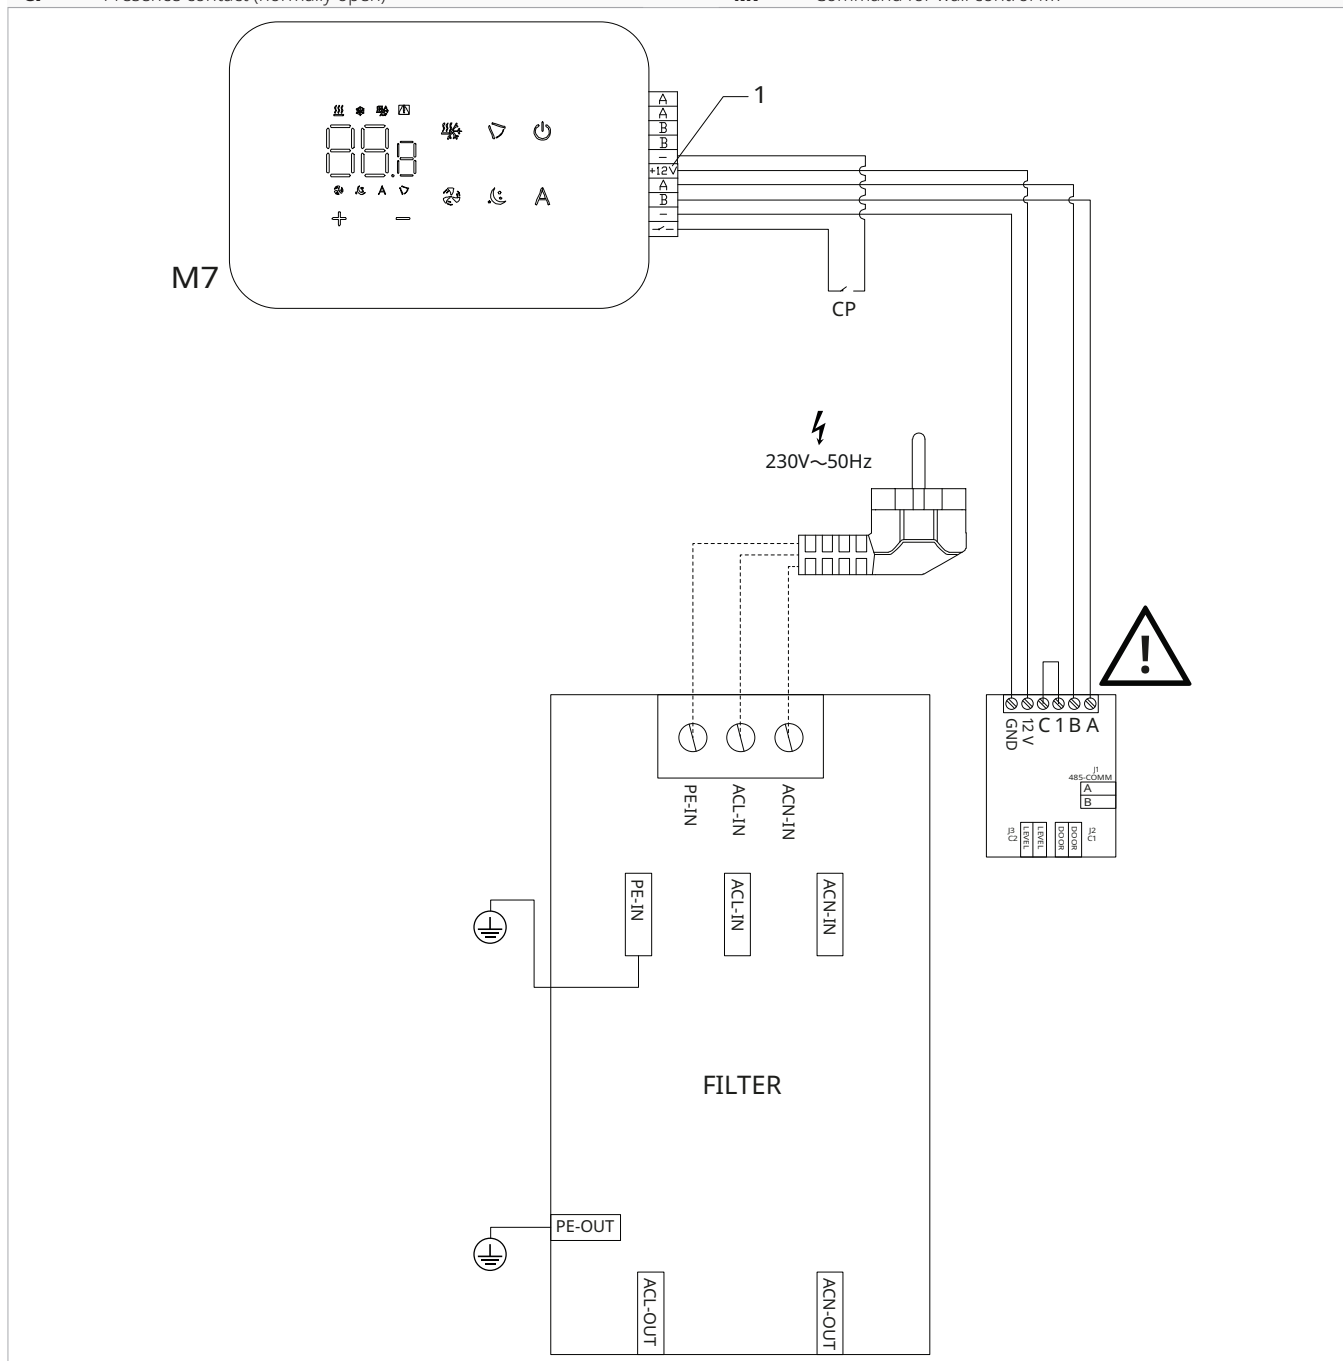 Presence contact (normally open)
Command for wall control
1
A
A
B
B
–
+12V
A
B
–
M7
A
A
CP
230V~50Hz
GND
12 V
C 1 B A
J1
485-COMM
A
B
J3
C2
LEVEL
LEVEL
DOOR
DOOR
J2
C1
PE-IN
ACL-IN
ACN-IN
PE-IN
ACL-IN
ACN-IN
FILTER
PE-OUT
ACL-OUT
ACN-OUT